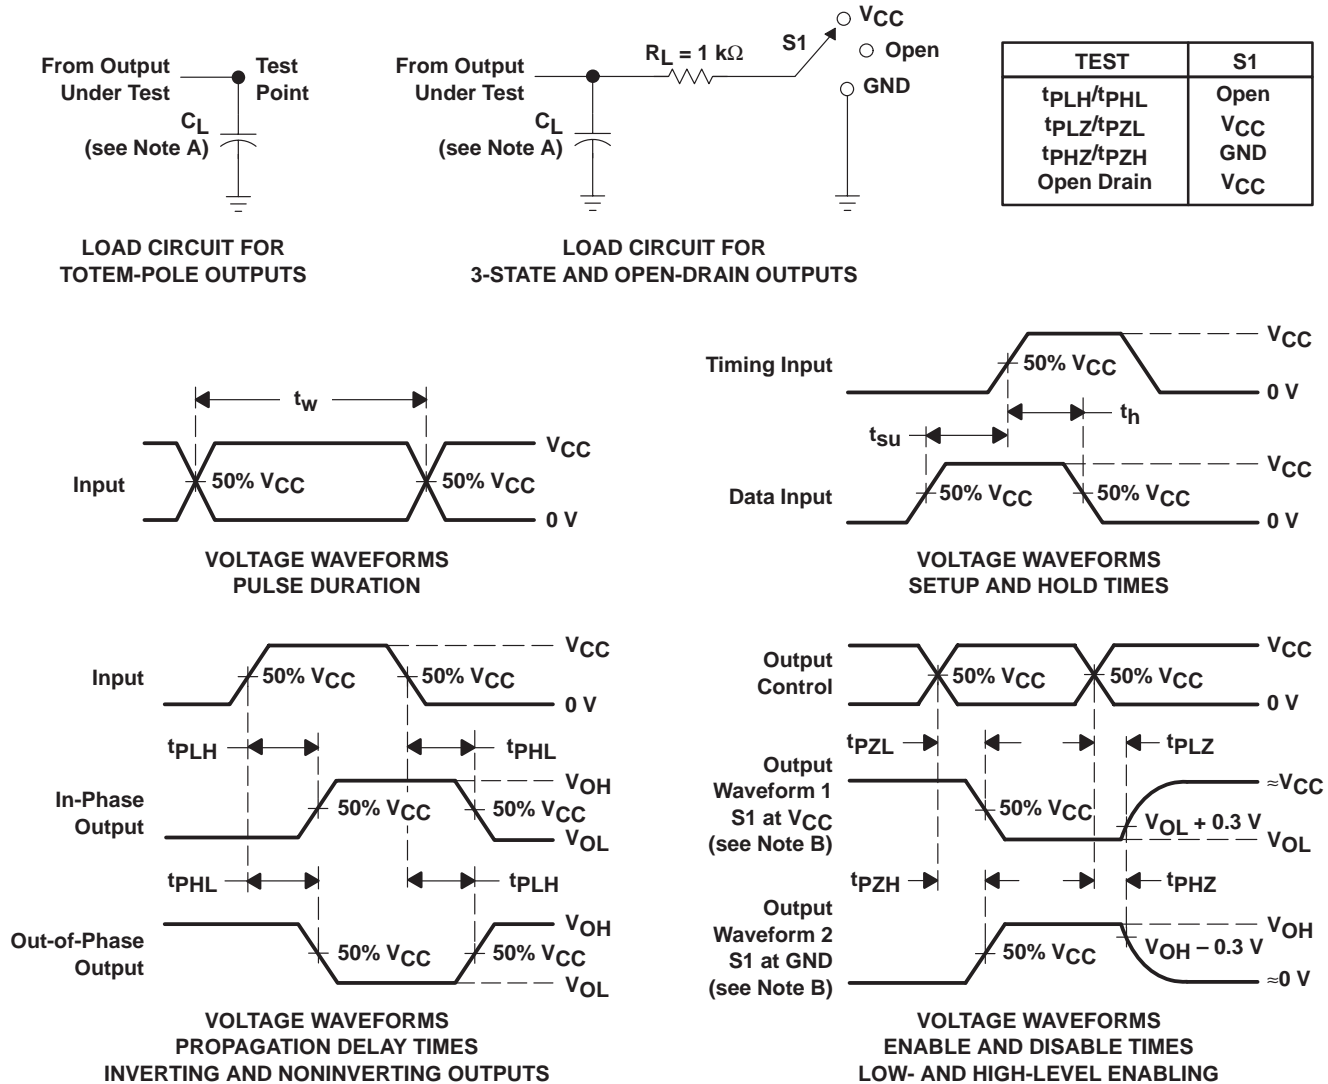 From Output
Under Test
Test
Point
CL
(see Note A)
LOAD CIRCUIT FOR
TOTEM-POLE OUTPUTS
From Output
Under Test
RL = 1 kΩ
S1
VCC
Open
GND
CL
(see Note A)
LOAD CIRCUIT FOR
3-STATE AND OPEN-DRAIN OUTPUTS
TEST S1
tPLH/tPHL Open
tPLZ/tPZL VCC
tPHZ/tPZH GND
Open Drain VCC
tw
Input
50% VCC
50% VCC
VCC
0 V
VOLTAGE WAVEFORMS
PULSE DURATION
Timing Input
50% VCC
VCC
0 V
tsu
th
Data Input
50% VCC
50% VCC
VCC
0 V
VOLTAGE WAVEFORMS
SETUP AND HOLD TIMES
Input
50% VCC
50% VCC
VCC
0 V
tPLH
tPHL
In-Phase
Output
50% VCC
50% VCC
VOH
VOL
tPHL
tPLH
Out-of-Phase
Output
50% VCC
50% VCC
VOH
VOL
VOLTAGE WAVEFORMS
PROPAGATION DELAY TIMES
INVERTING AND NONINVERTING OUTPUTS
Output
Control
50% VCC
50% VCC
VCC
0 V
tPZL
tPLZ
Output
Waveform 1
S1 at VCC
(see Note B)
50% VCC
VOL + 0.3 V
≈VCC
VOL
tPZH
tPHZ
Output
Waveform 2
S1 at GND
(see Note B)
50% VCC
VOH − 0.3 V
VOH
≈0 V
VOLTAGE WAVEFORMS
ENABLE AND DISABLE TIMES
LOW- AND HIGH-LEVEL ENABLING